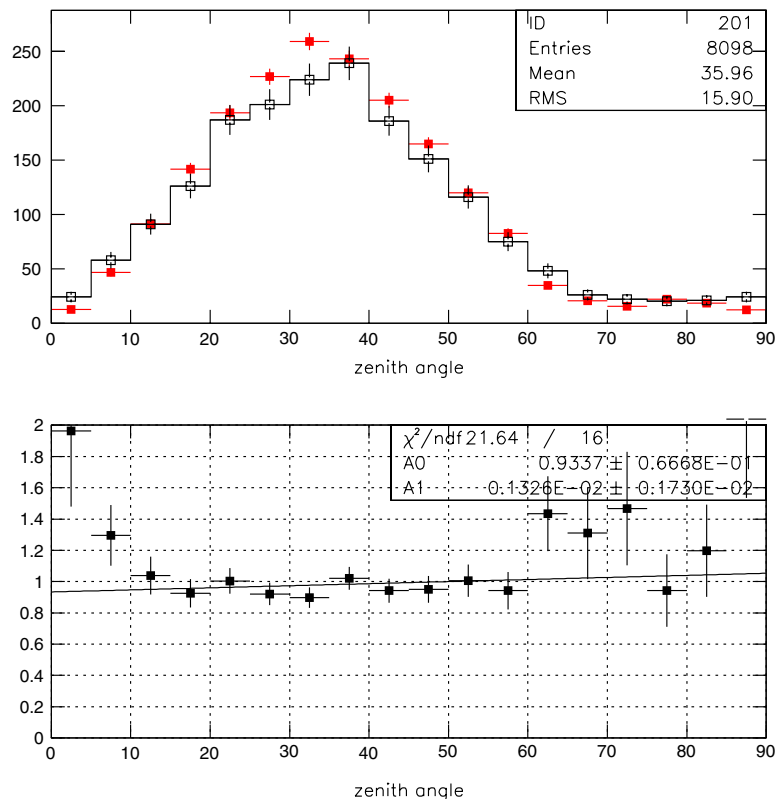 ID 201
Entries 8098
Mean 35.96
RMS 15.90
250
200
150
100
50
0
0 10 20 30 40 50 60 70 80 90
zenith angle
χ²/ndf 21.64 / 16
A0 0.9337 ± 0.6668E-01
A1 0.1326E-02 ± 0.1730E-02
2
1.8
1.6
1.4
1.2
1
0.8
0.6
0.4
0.2
0
0 10 20 30 40 50 60 70 80 90
zenith angle